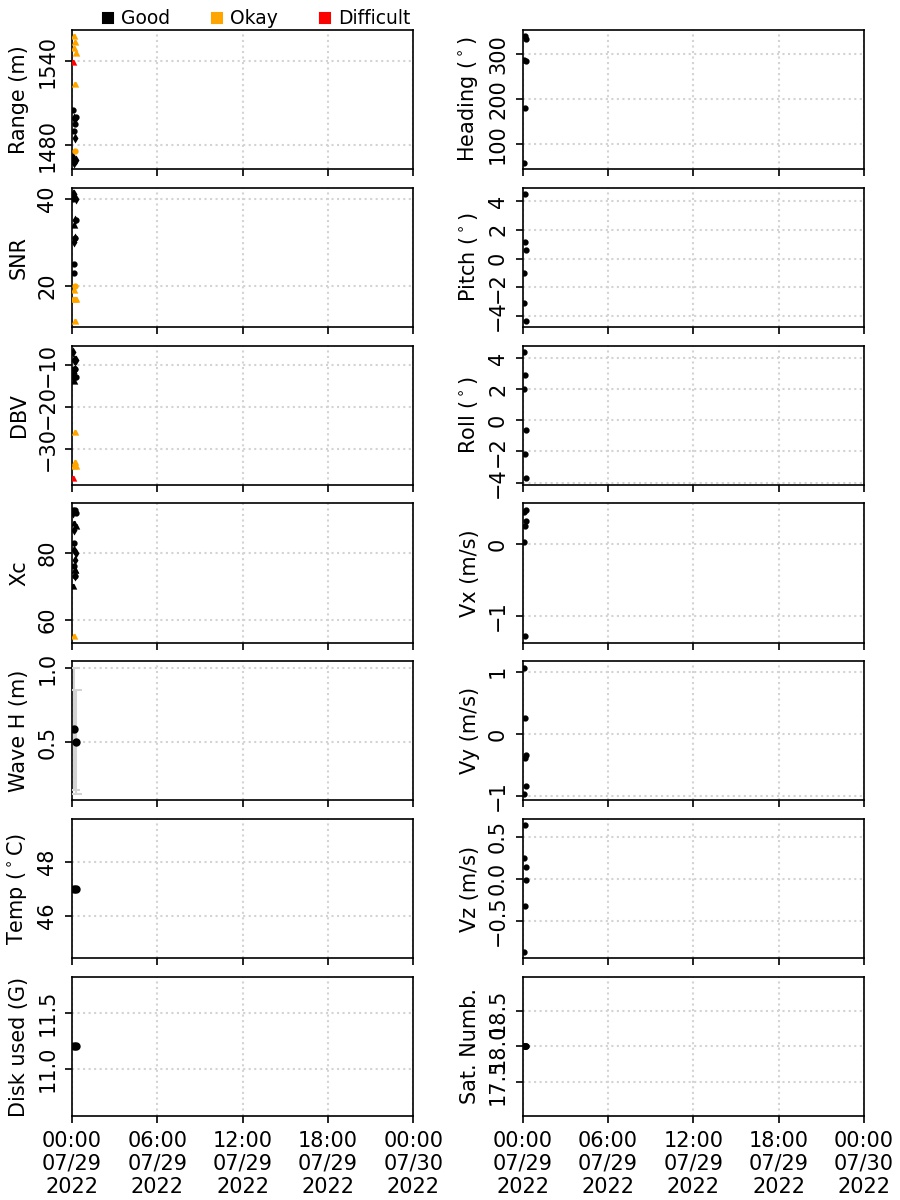 Good Okay Difficult
Range (m)
1540
1480
Heading (°)
300
200
100
SNR
40
20
Pitch (°)
4
2
0
−2
−4
DBV
−10
−20
−30
Roll (°)
4
2
0
−2
−4
Xc
80
60
Vx (m/s)
0
−1
Wave H (m)
1.0
0.5
Vy (m/s)
1
0
−1
Temp (°C)
48
46
Vz (m/s)
0.5
0.0
−0.5
Disk used (G)
11.5
11.0
Sat. Numb.
18.5
18.0
17.5
00:00 06:00 12:00 18:00 00:00
07/29 07/29 07/29 07/29 07/30
2022 2022 2022 2022 2022
00:00 06:00 12:00 18:00 00:00
07/29 07/29 07/29 07/29 07/30
2022 2022 2022 2022 2022